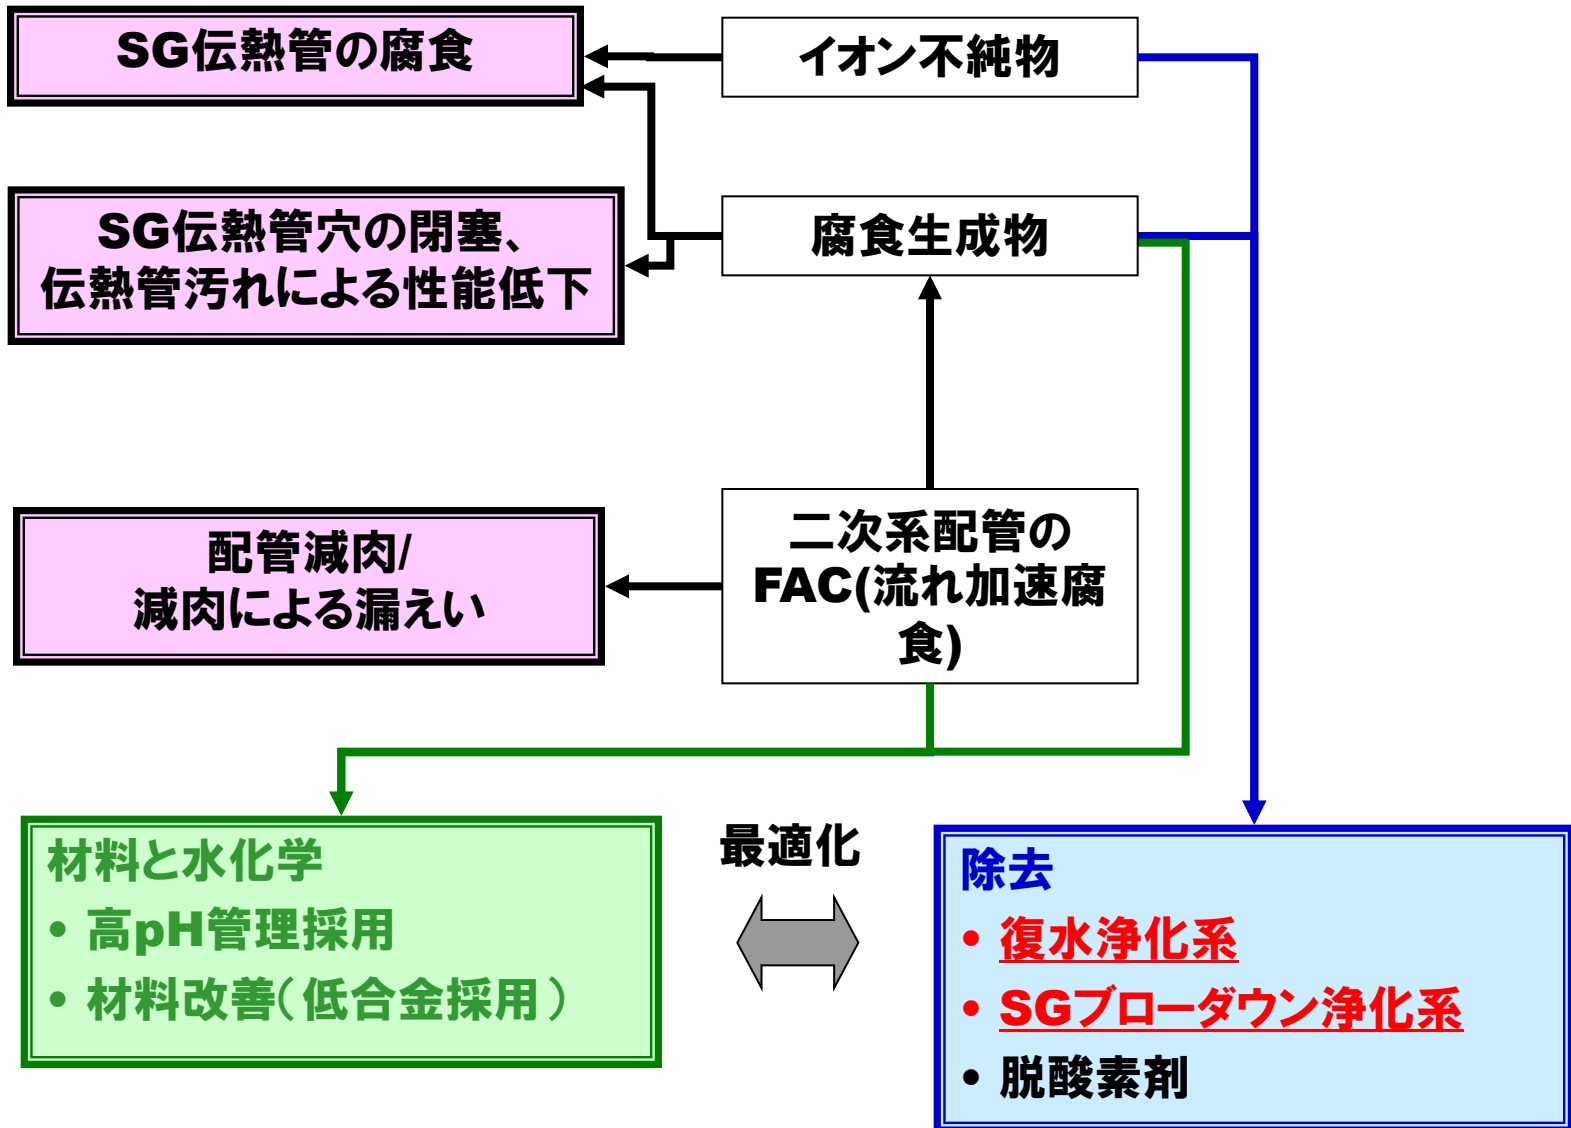 SG伝熱管の腐食
イオン不純物
SG伝熱管穴の閉塞、
伝熱管汚れによる性能低下
腐食生成物
配管減肉/
減肉による漏えい
二次系配管の
FAC(流れ加速腐
食)
材料と水化学
• 高pH管理採用
• 材料改善（低合金採用）
最適化
除去
• 復水浄化系
• SGブローダウン浄化系
• 脱酸素剤